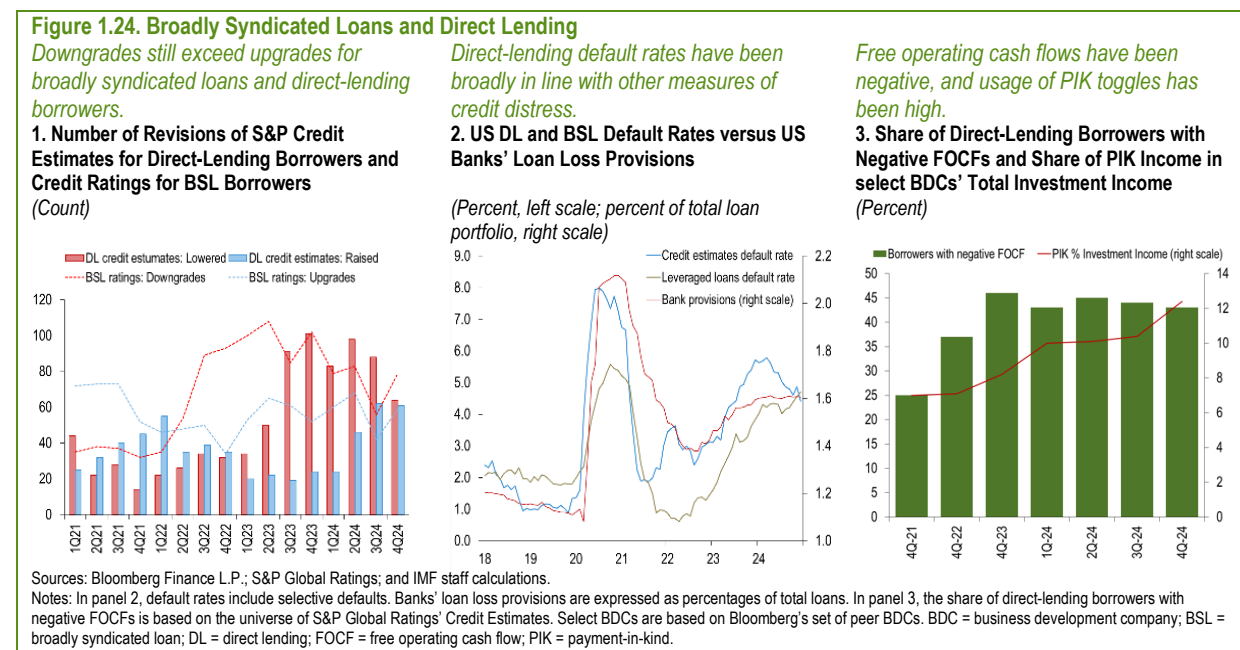 Figure 1.24. Broadly Syndicated Loans and Direct Lending
Downgrades still exceed upgrades for
broadly syndicated loans and direct-lending
borrowers.
1. Number of Revisions of S&P Credit
Estimates for Direct-Lending Borrowers and
Credit Ratings for BSL Borrowers
(Count)
DL credit estumates: Lowered
DL credit estumates: Raised
BSL ratings: Downgrades
BSL ratings: Upgrades
120
100
80
60
40
20
0
1Q21
2Q21
3Q21
4Q21
1Q22
2Q22
3Q22
4Q22
1Q23
2Q23
3Q23
4Q23
1Q24
2Q24
3Q24
4Q24
Direct-lending default rates have been
broadly in line with other measures of
credit distress.
2. US DL and BSL Default Rates versus US
Banks' Loan Loss Provisions
(Percent, left scale; percent of total loan
portfolio, right scale)
Credit estimates default rate
Leveraged loans default rate
Bank provisions (right scale)
9.0
8.0
7.0
6.0
5.0
4.0
3.0
2.0
1.0
0.0
2.2
2.0
1.8
1.6
1.4
1.2
1.0
18
19
20
21
22
23
24
Free operating cash flows have been
negative, and usage of PIK toggles has
been high.
3. Share of Direct-Lending Borrowers with
Negative FOCFs and Share of PIK Income in
select BDCs' Total Investment Income
(Percent)
Borrowers with negative FOCF
PIK % Investment Income (right scale)
50
45
40
35
30
25
20
15
10
5
0
14
12
10
8
6
4
2
0
4Q-21
4Q-22
4Q-23
1Q-24
2Q-24
3Q-24
4Q-24
Sources: Bloomberg Finance L.P.; S&P Global Ratings; and IMF staff calculations.
Notes: In panel 2, default rates include selective defaults. Banks' loan loss provisions are expressed as percentages of total loans. In panel 3, the share of direct-lending borrowers with
negative FOCFs is based on the universe of S&P Global Ratings' Credit Estimates. Select BDCs are based on Bloomberg's set of peer BDCs. BDC = business development company; BSL =
broadly syndicated loan; DL = direct lending; FOCF = free operating cash flow; PIK = payment-in-kind.